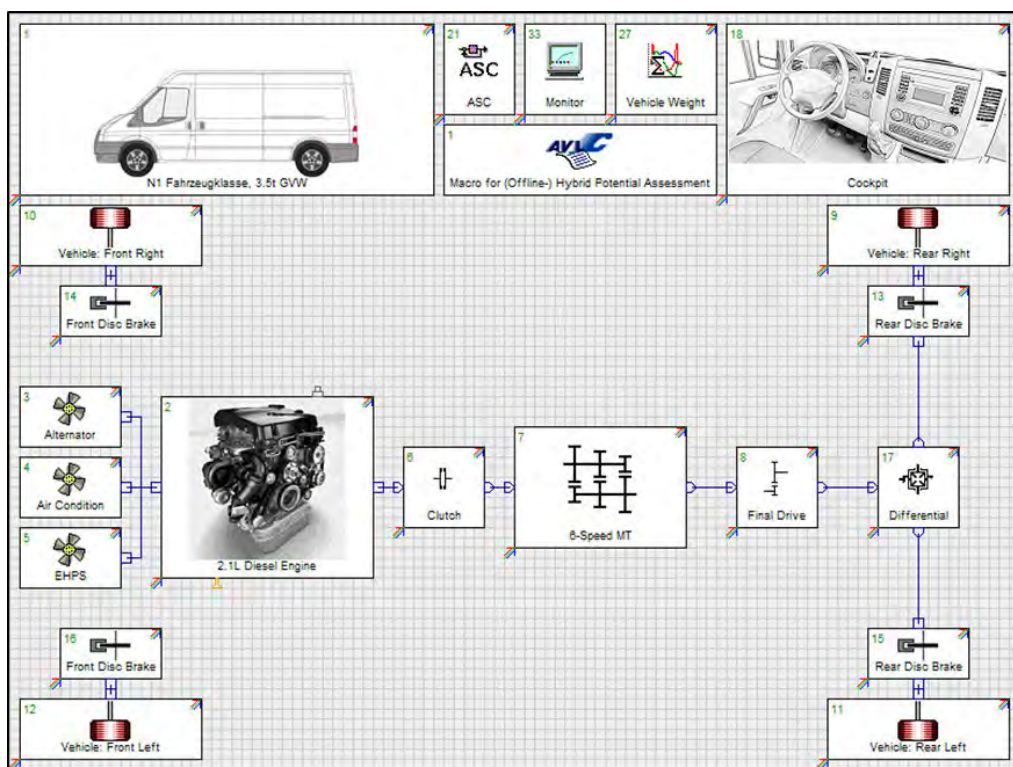 21
ASC
ASC
33
Monitor
27
Σ
Vehicle Weight
18
Cockpit
N1 Fahrzeugklasse, 3.5t GVW
1
AVL C
Macro for (Offline-) Hybrid Potential Assessment
10
Vehicle: Front Right
9
Vehicle: Rear Right
14
Front Disc Brake
13
Rear Disc Brake
3
Alternator
4
Air Condition
5
EHPS
2
2.1L Diesel Engine
6
Clutch
7
6-Speed MT
8
Final Drive
17
Differential
16
Front Disc Brake
15
Rear Disc Brake
12
Vehicle: Front Left
11
Vehicle: Rear Left